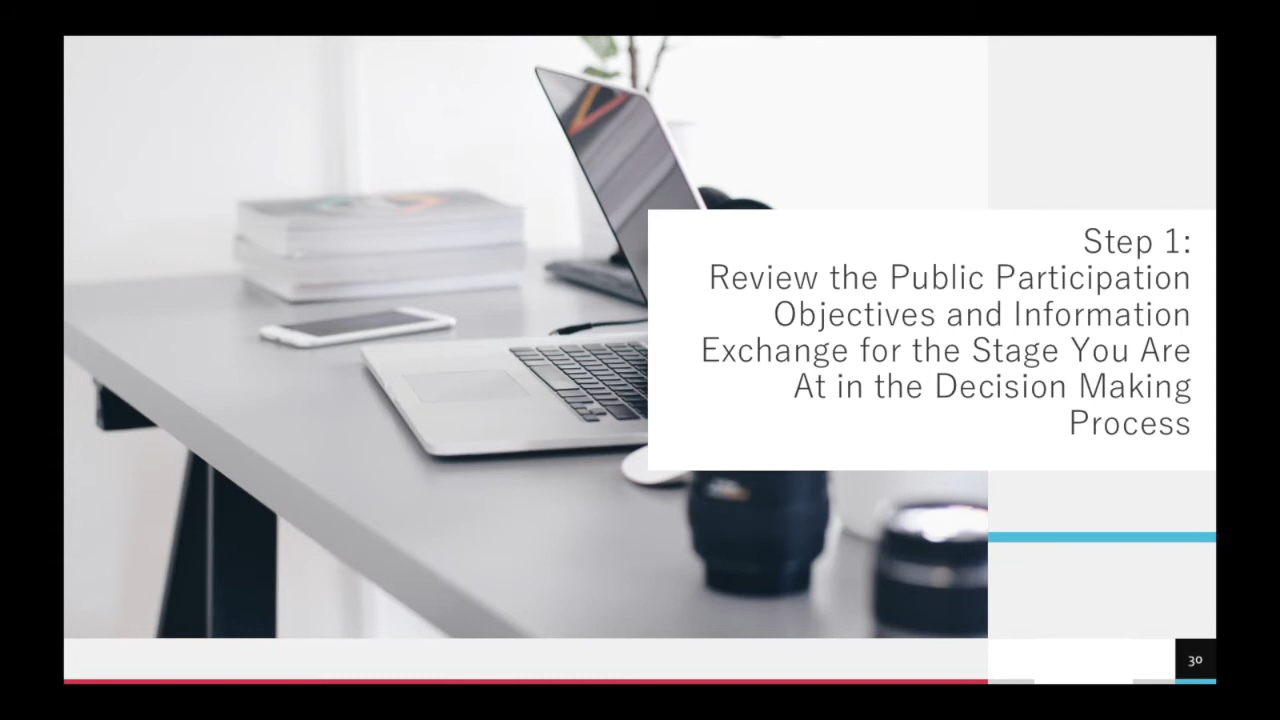 Step 1:
Review the Public Participation
Objectives and Information
Exchange for the Stage You Are
At in the Decision Making
Process
30